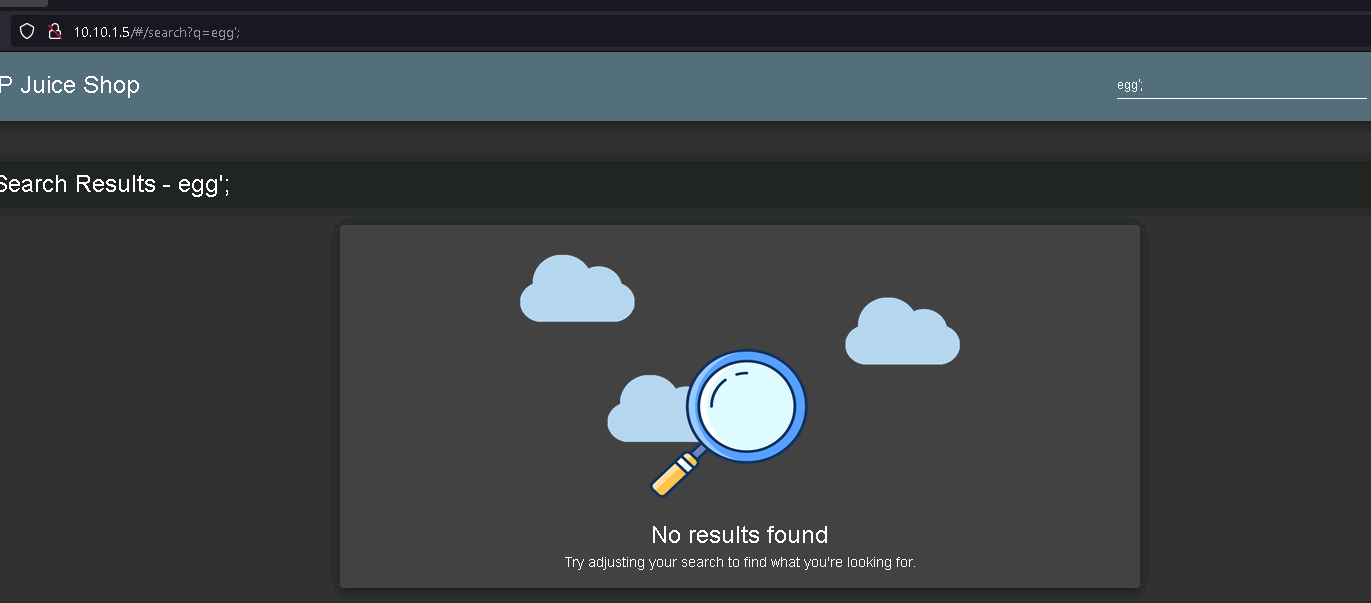 10.10.1.5/#/search?q=egg';
P Juice Shop
egg';
Search Results - egg';
No results found
Try adjusting your search to find what you're looking for.